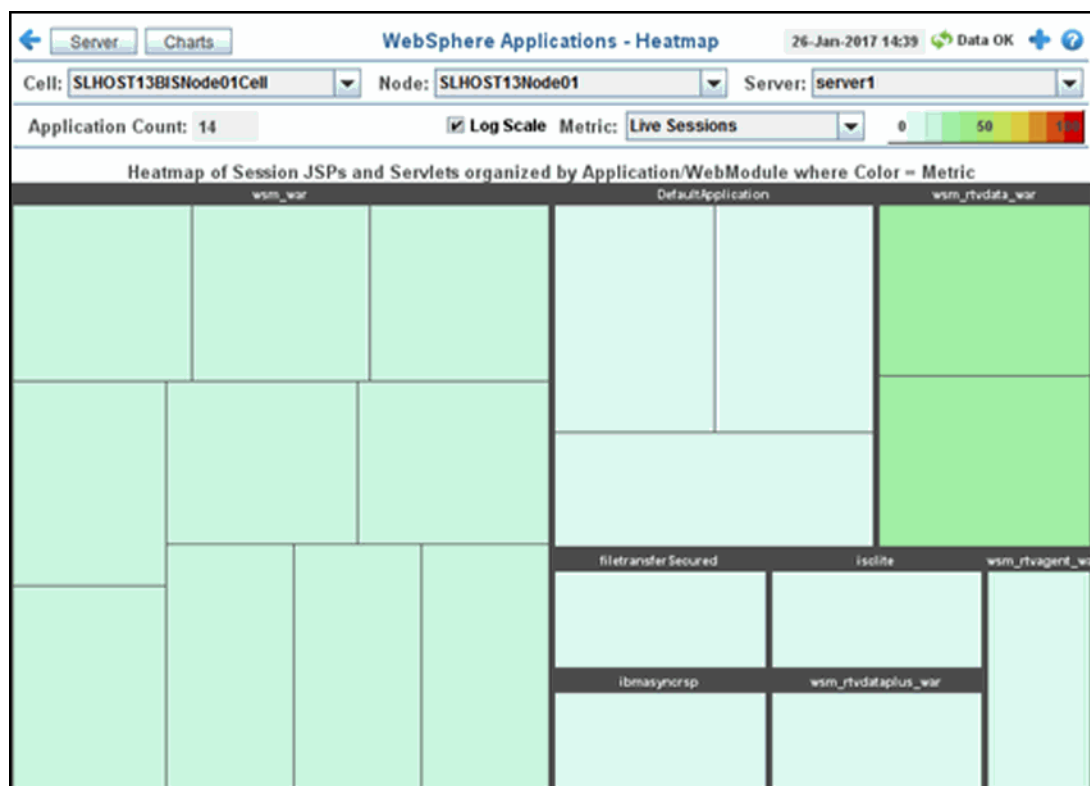 Server Charts WebSphere Applications - Heatmap 26-Jan-2017 14:39 Data OK ?
Cell: SLHOST13BISNode01Cell Node: SLHOST13Node01 Server: server1
Application Count: 14 Log Scale Metric: Live Sessions 0 50 100
Heatmap of Session JSPs and Servlets organized by Application/WebModule where Color = Metric
wsm_war DefaultApplication wsm_rtvdata_war
filetransferSecured isclite wsm_rtvagent_wa
ibmasyncrsp wsm_rtvdataplus_war